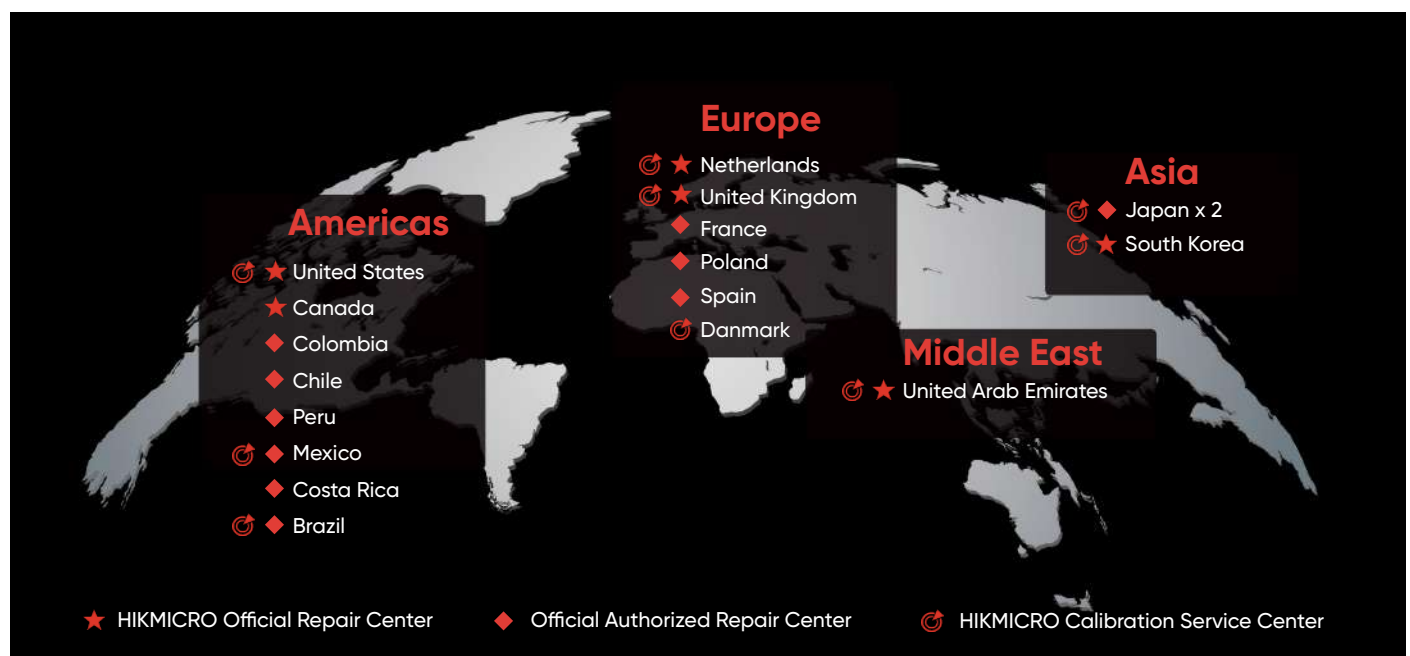 Americas
United States
Canada
Colombia
Chile
Peru
Mexico
Costa Rica
Brazil
Europe
Netherlands
United Kingdom
France
Poland
Spain
Danmark
Asia
Japan x 2
South Korea
Middle East
United Arab Emirates
HIKMICRO Official Repair Center
Official Authorized Repair Center
HIKMICRO Calibration Service Center